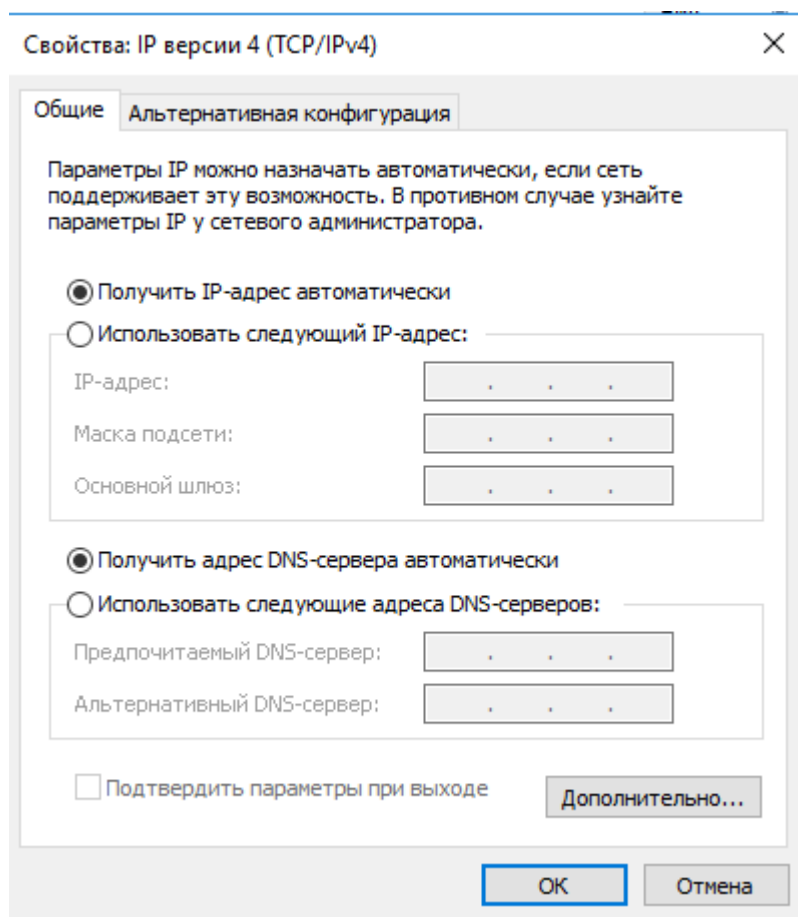 Свойства: IP версии 4 (TCP/IPv4)
Общие
Альтернативная конфигурация
Параметры IP можно назначать автоматически, если сеть
поддерживает эту возможность. В противном случае узнайте
параметры IP у сетевого администратора.
Получить IP-адрес автоматически
Использовать следующий IP-адрес:
IP-адрес:
Маска подсети:
Основной шлюз:
Получить адрес DNS-сервера автоматически
Использовать следующие адреса DNS-серверов:
Предпочитаемый DNS-сервер:
Альтернативный DNS-сервер:
Подтвердить параметры при выходе
Дополнительно...
ОК
Отмена